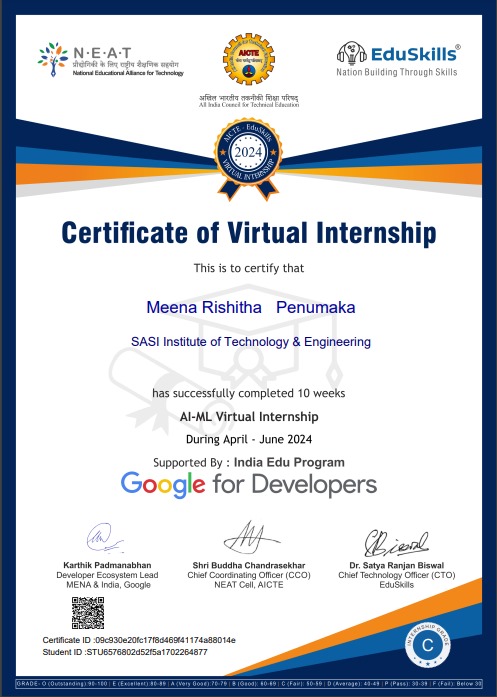 N·E·A·T
प्रौद्योगिकी के लिए राष्ट्रीय शैक्षणिक सहयोग
National Educational Alliance for Technology
AICTE
अखिल भारतीय तकनीकी शिक्षा परिषद्
All India Council for Technical Education
EduSkills®
Nation Building Through Skills
AICTE - EduSkills
2024
VIRTUAL INTERNSHIP
Certificate of Virtual Internship
This is to certify that
Meena Rishitha Penumaka
SASI Institute of Technology & Engineering
has successfully completed 10 weeks
AI-ML Virtual Internship
During April - June 2024
Supported By : India Edu Program
Google for Developers
Karthik Padmanabhan
Developer Ecosystem Lead
MENA & India, Google
Shri Buddha Chandrasekhar
Chief Coordinating Officer (CCO)
NEAT Cell, AICTE
Dr. Satya Ranjan Biswal
Chief Technology Officer (CTO)
EduSkills
Certificate ID :09c930e20fc17f8d469f41174a88014e
Student ID :STU6576802d52f5a1702264877
INTERNSHIP GRADE
C
GRADE- O (Outstanding):90-100 | E (Excellent):80-89 | A (Very Good):70-79 | B (Good): 60-69 | C (Fair): 50-59 | D (Average): 40-49 | P (Pass): 30-39 | F (Fail): Below 30